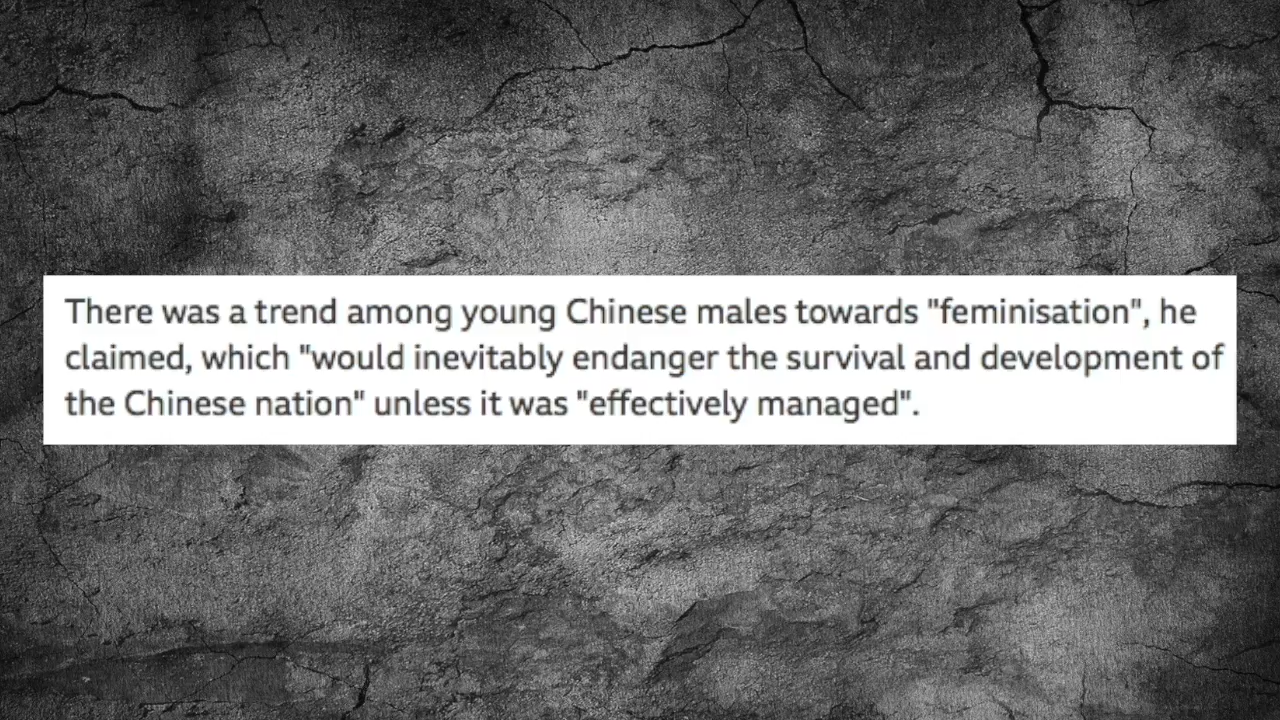 There was a trend among young Chinese males towards "feminisation", he
claimed, which "would inevitably endanger the survival and development of
the Chinese nation" unless it was "effectively managed".